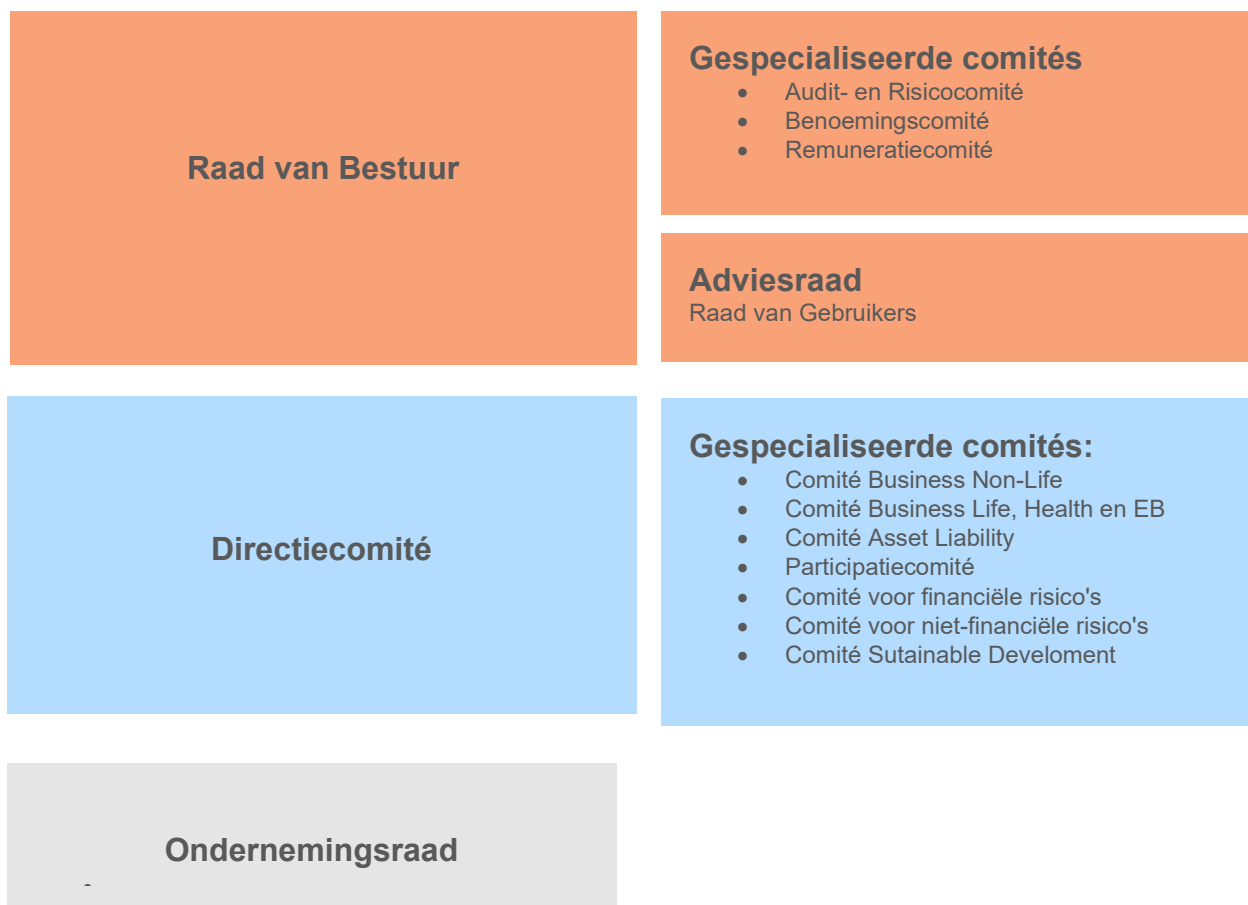 Raad van Bestuur
Gespecialiseerde comités
• Audit- en Risicocomité
• Benoemingscomité
• Remuneratiecomité
Adviesraad
Raad van Gebruikers
Directiecomité
Gespecialiseerde comités:
• Comité Business Non-Life
• Comité Business Life, Health en EB
• Comité Asset Liability
• Participatiecomité
• Comité voor financiële risico's
• Comité voor niet-financiële risico's
• Comité Sutainable Develoment
Ondernemingsraad